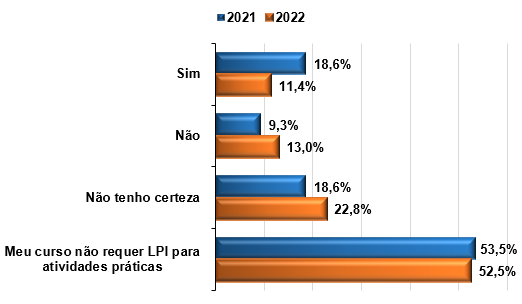 2021 2022
Sim
18,6%
11,4%
Não
9,3%
13,0%
Não tenho certeza
18,6%
22,8%
Meu curso não requer LPI para
atividades práticas
53,5%
52,5%